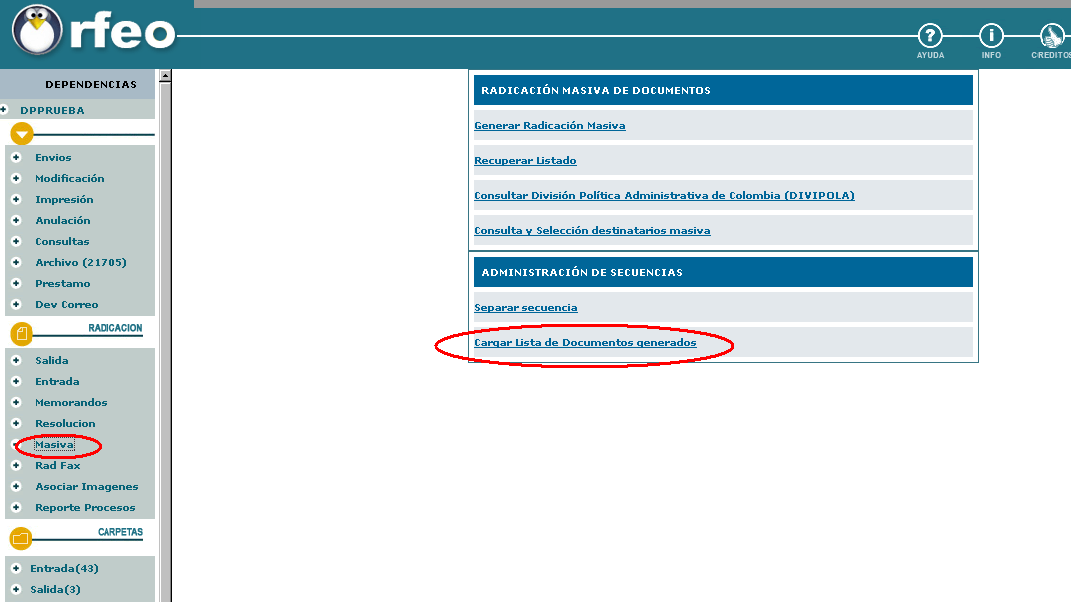 rfeo
AYUDA
INFO
CREDITOS
DEPENDENCIAS
DPPRUEBA
Envios
Modificación
Impresión
Anulación
Consultas
Archivo (21705)
Prestamo
Dev Correo
RADICACION
Salida
Entrada
Memorandos
Resolucion
Masiva
Rad Fax
Asociar Imagenes
Reporte Procesos
CARPETAS
Entrada(43)
Salida(3)
RADICACIÓN MASIVA DE DOCUMENTOS
Generar Radicación Masiva
Recuperar Listado
Consultar División Política Administrativa de Colombia (DIVIPOLA)
Consulta y Selección destinatarios masiva
ADMINISTRACIÓN DE SECUENCIAS
Separar secuencia
Cargar Lista de Documentos generados